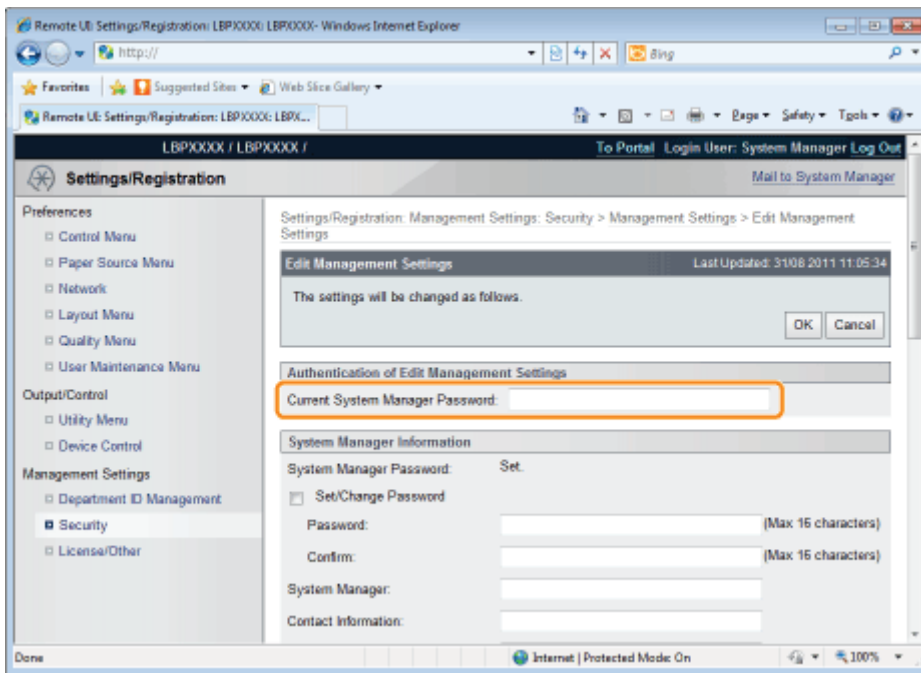 Remote UI: Settings/Registration: LBPXXXX: LBPXXXX- Windows Internet Explorer
http:// Bing
Favorites Suggested Sites Web Slice Gallery
Remote UI: Settings/Registration: LBPXXXX: LBPX... Page Safety Tools
LBPXXXX / LBPXXXX / To Portal Login User: System Manager Log Out
Settings/Registration Mail to System Manager
Preferences
Control Menu
Paper Source Menu
Network
Layout Menu
Quality Menu
User Maintenance Menu
Output/Control
Utility Menu
Device Control
Management Settings
Department ID Management
Security
License/Other
Settings/Registration: Management Settings: Security > Management Settings > Edit Management
Settings
Edit Management Settings Last Updated: 31/08 2011 11:05:34
The settings will be changed as follows.
OK Cancel
Authentication of Edit Management Settings
Current System Manager Password:
System Manager Information
System Manager Password: Set.
Set/Change Password
Password: (Max 16 characters)
Confirm: (Max 16 characters)
System Manager:
Contact Information:
Done Internet | Protected Mode: On 100%